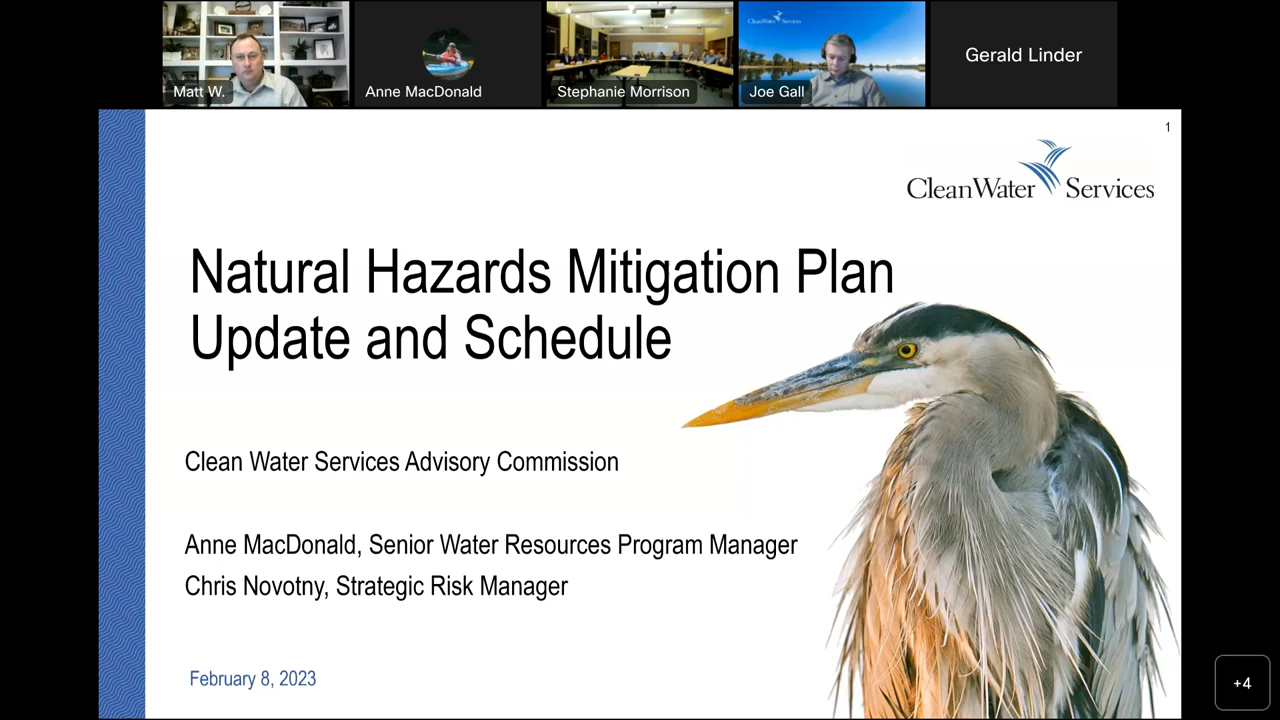 Matt W.
Anne MacDonald
Stephanie Morrison
CleanWater Services
Joe Gall
Gerald Linder
1
CleanWater Services
Natural Hazards Mitigation Plan
Update and Schedule
Clean Water Services Advisory Commission
Anne MacDonald, Senior Water Resources Program Manager
Chris Novotny, Strategic Risk Manager
February 8, 2023
+4